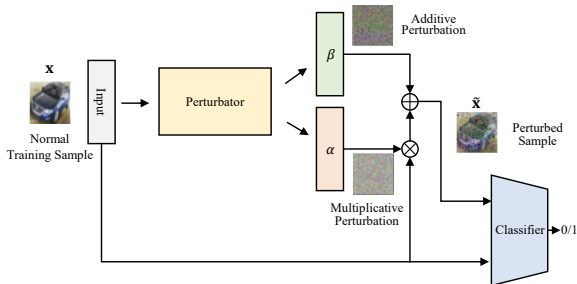 Additive
Perturbation
x
β
x̃
Input
Perturbator
Normal
Training Sample
Perturbed
Sample
α
Multiplicative
Perturbation
Classifier
0/1